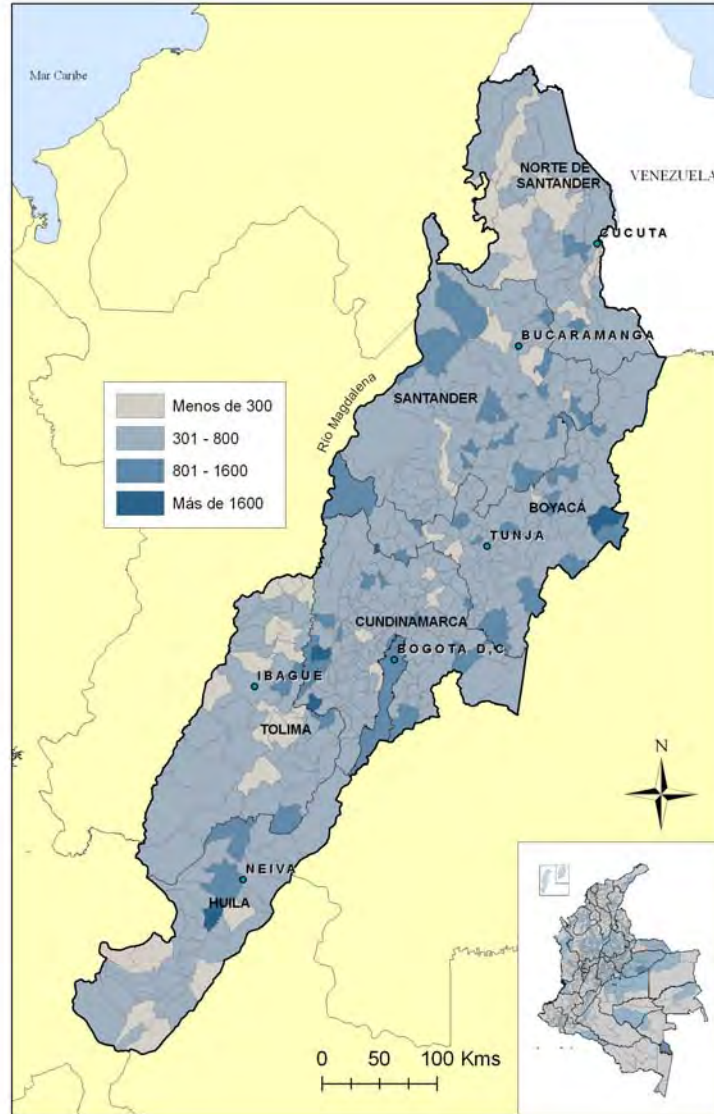 Mar Caribe
NORTE DE
SANTANDER
VENEZUELA
CUCUTA
BUCARAMANGA
Menos de 300
301 - 800
801 - 1600
Más de 1600
Río Magdalena
SANTANDER
BOYACÁ
TUNJA
CUNDINAMARCA
BOGOTA D,C
IBAGUE
TOLIMA
N
NEIVA
HUILA
0 50 100 Kms